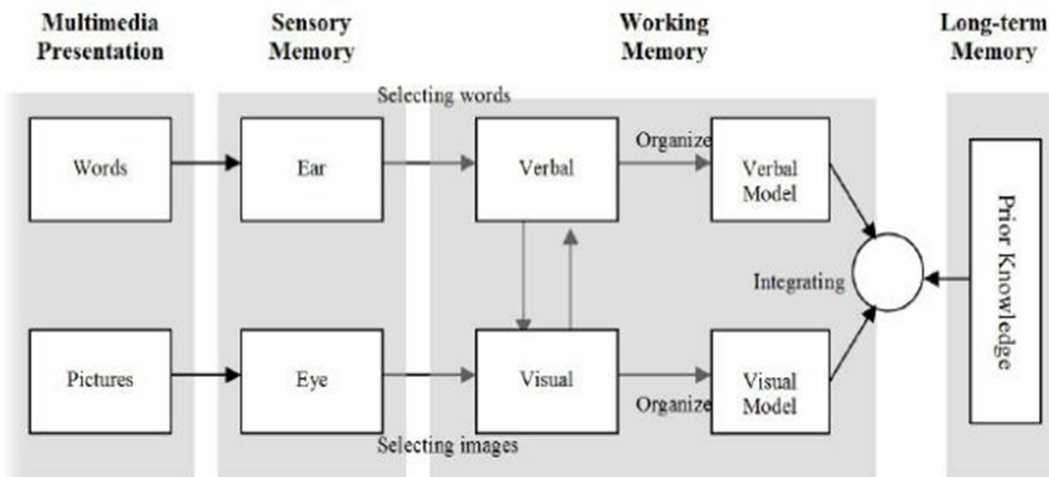 Multimedia
Presentation
Sensory
Memory
Working
Memory
Long-term
Memory
Selecting words
Words
Ear
Verbal
Organize
Verbal
Model
Integrating
Prior Knowledge
Pictures
Eye
Visual
Organize
Visual
Model
Selecting images